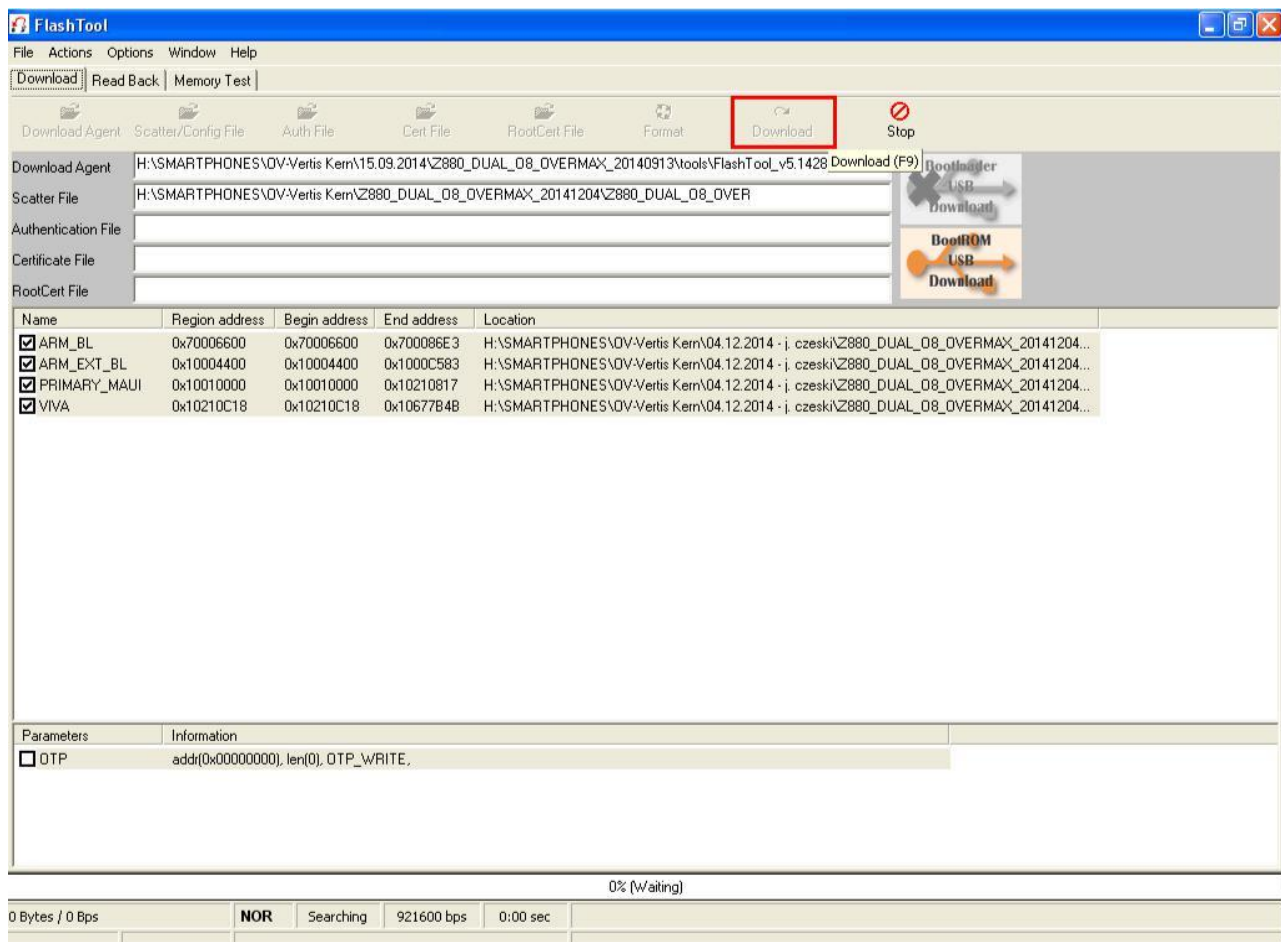 FlashTool
File Actions Options Window Help
Download Read Back Memory Test
Download Agent Scatter/Config File Auth File Cert File RootCert File Format Download Stop
Download Agent H:\SMARTPHONES\OV-Vertis Kern\15.09.2014\Z880_DUAL_O8_OVERMAX_20140913\tools\FlashTool_v5.1428
Download (F9)
Scatter File H:\SMARTPHONES\OV-Vertis Kern\Z880_DUAL_O8_OVERMAX_20141204\Z880_DUAL_O8_OVER
Authentication File
Certificate File
RootCert File
Bootloader
USB
Download
BootROM
USB
Download
Name Region address Begin address End address Location
ARM_BL 0x70006600 0x70006600 0x700086E3 H:\SMARTPHONES\OV-Vertis Kern\04.12.2014 - j. czeski\Z880_DUAL_O8_OVERMAX_20141204...
ARM_EXT_BL 0x10004400 0x10004400 0x1000C583 H:\SMARTPHONES\OV-Vertis Kern\04.12.2014 - j. czeski\Z880_DUAL_O8_OVERMAX_20141204...
PRIMARY_MAUI 0x10010000 0x10010000 0x10210817 H:\SMARTPHONES\OV-Vertis Kern\04.12.2014 - j. czeski\Z880_DUAL_O8_OVERMAX_20141204...
VIVA 0x10210C18 0x10210C18 0x10677B4B H:\SMARTPHONES\OV-Vertis Kern\04.12.2014 - j. czeski\Z880_DUAL_O8_OVERMAX_20141204...
Parameters Information
OTP addr(0x00000000), len(0), OTP_WRITE,
0% (Waiting)
0 Bytes / 0 Bps NOR Searching 921600 bps 0:00 sec